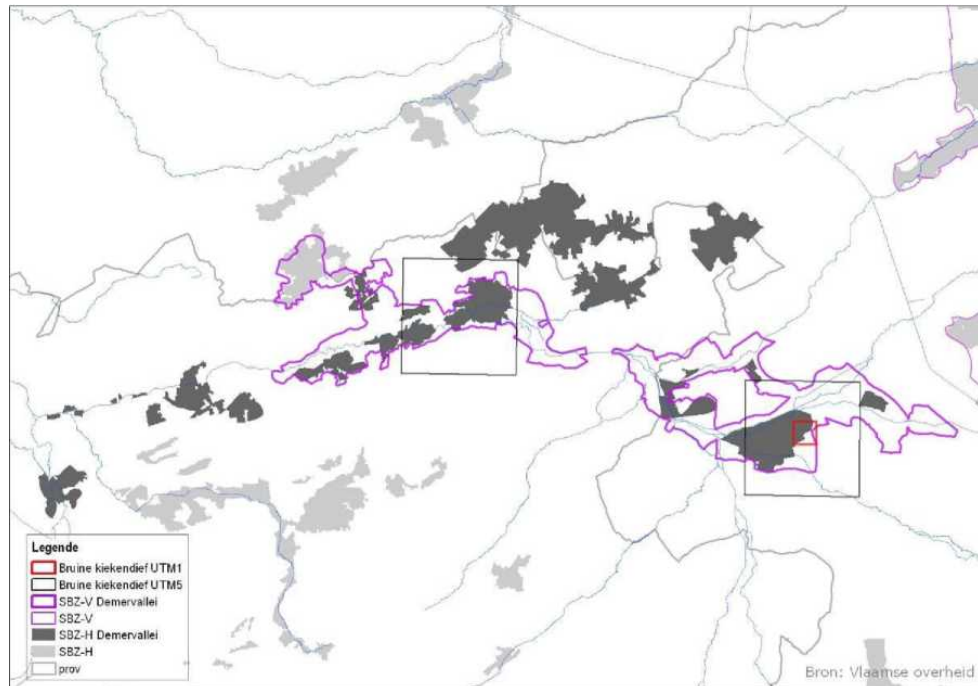 Legende
Bruine kiekendief UTM1
Bruine kiekendief UTM5
SBZ-V Demervallei
SBZ-V
SBZ-H Demervallei
SBZ-H
prov
Bron: Vlaamse overheid